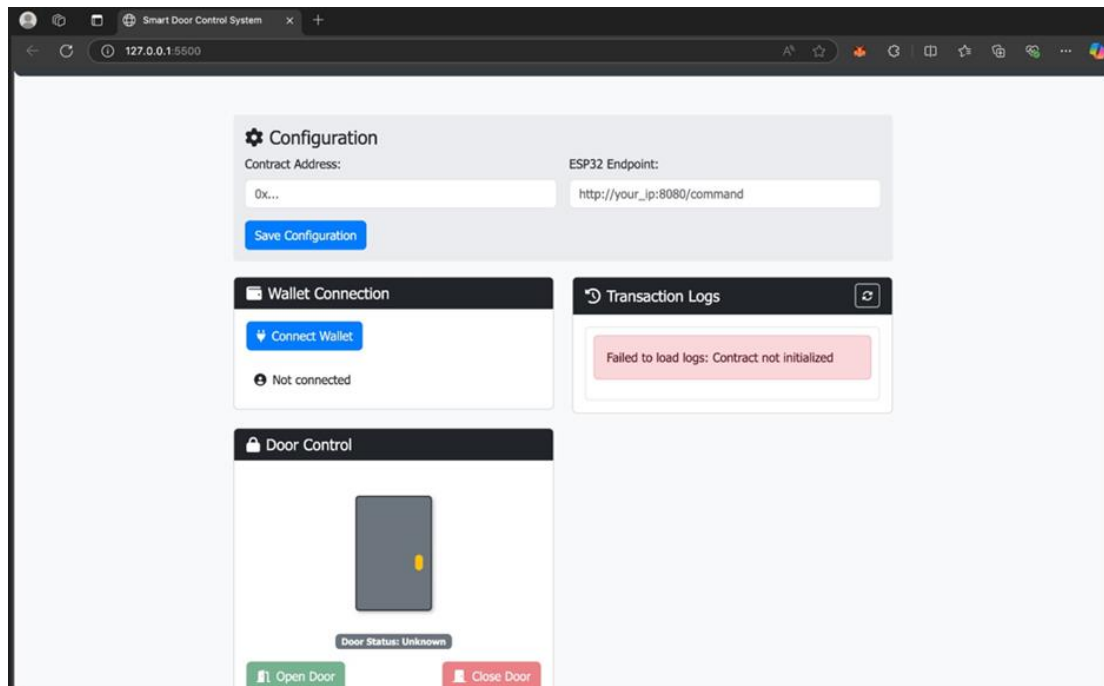 Smart Door Control System
127.0.0.1:5500
Configuration
Contract Address:
ESP32 Endpoint:
0x...
http://your_ip:8080/command
Save Configuration
Wallet Connection
Transaction Logs
Connect Wallet
Failed to load logs: Contract not initialized
Not connected
Door Control
Door Status: Unknown
Open Door
Close Door